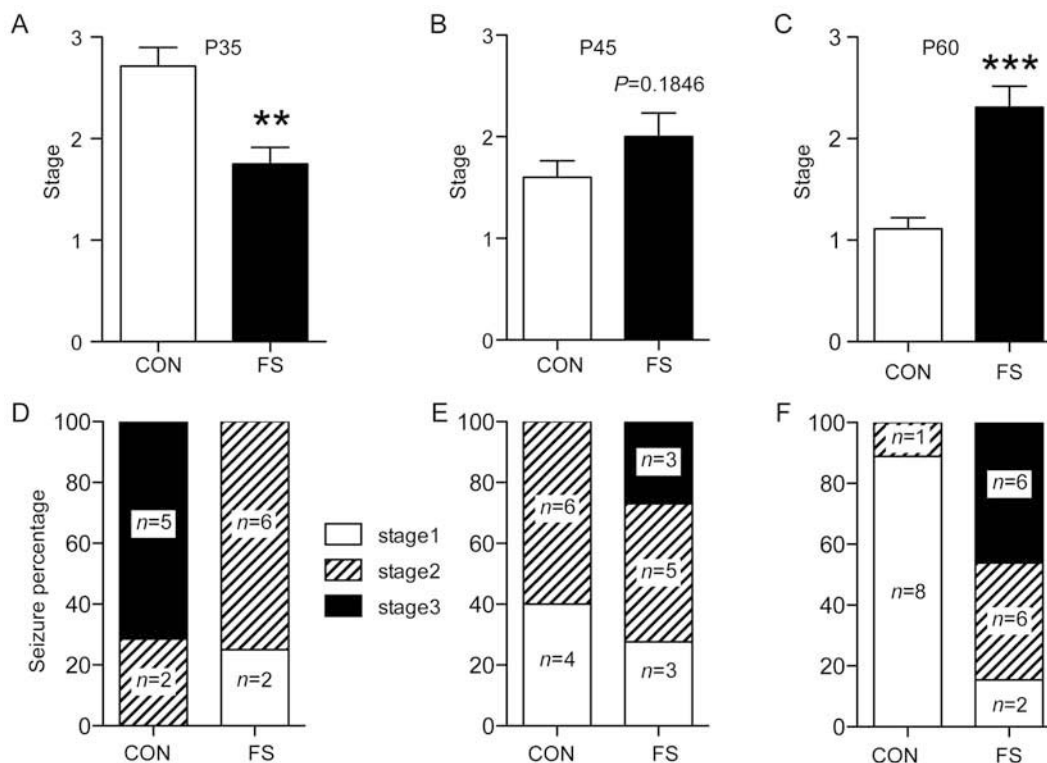 A
P35
3
2
1
0
Stage
**
CON
FS
B
P45
P=0.1846
3
2
1
0
Stage
CON
FS
C
P60
***
3
2
1
0
Stage
CON
FS
D
Seizure percentage
100
80
60
40
20
0
n=5
n=6
n=2
n=2
CON
FS
stage1
stage2
stage3
E
100
80
60
40
20
0
n=6
n=3
n=5
n=4
n=3
CON
FS
F
100
80
60
40
20
0
n=1
n=6
n=8
n=6
n=2
CON
FS